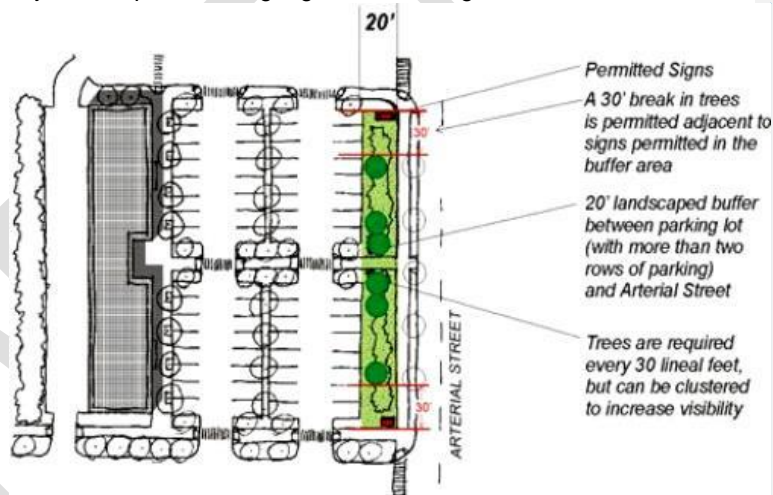 20'
Permitted Signs
A 30' break in trees
is permitted adjacent to
signs permitted in the
buffer area
30'
20' landscaped buffer
between parking lot
(with more than two
rows of parking)
and Arterial Street
ARTERIAL STREET
Trees are required
every 30 lineal feet,
but can be clustered
to increase visibility
30'